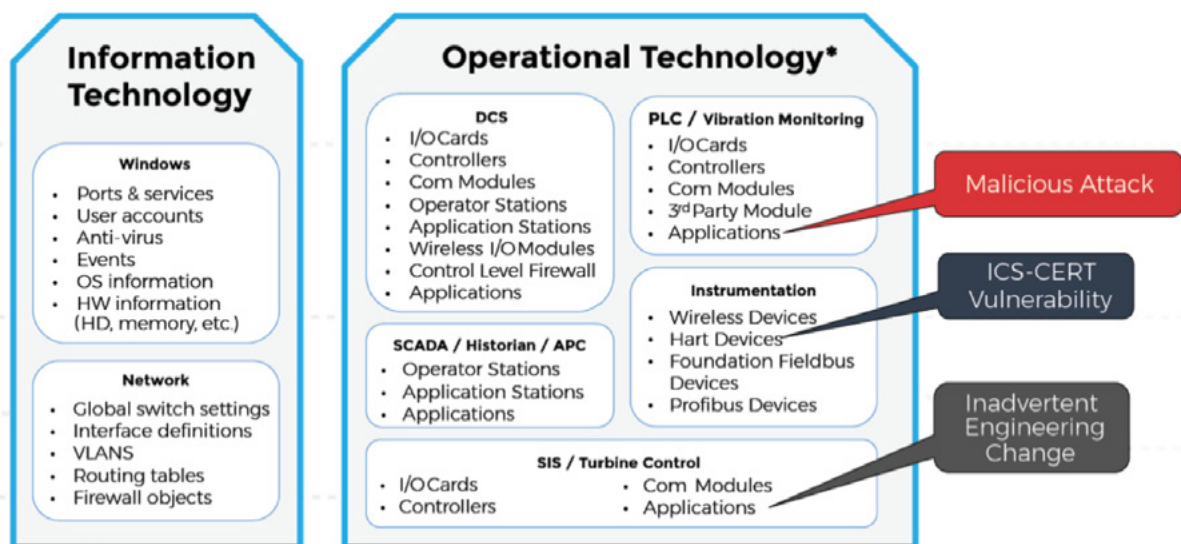 Information
Technology
Windows
• Ports & services
• User accounts
• Anti-virus
• Events
• OS information
• HW information
(HD, memory, etc.)
Network
• Global switch settings
• Interface definitions
• VLANS
• Routing tables
• Firewall objects
Operational Technology*
DCS
• I/O Cards
• Controllers
• Com Modules
• Operator Stations
• Application Stations
• Wireless I/O Modules
• Control Level Firewall
• Applications
SCADA / Historian / APC
• Operator Stations
• Application Stations
• Applications
PLC / Vibration Monitoring
• I/O Cards
• Controllers
• Com Modules
• 3rd Party Module
• Applications
Instrumentation
• Wireless Devices
• Hart Devices
• Foundation Fieldbus
Devices
• Profibus Devices
SIS / Turbine Control
• I/O Cards
• Controllers
• Com Modules
• Applications
Malicious Attack
ICS-CERT
Vulnerability
Inadvertent
Engineering
Change